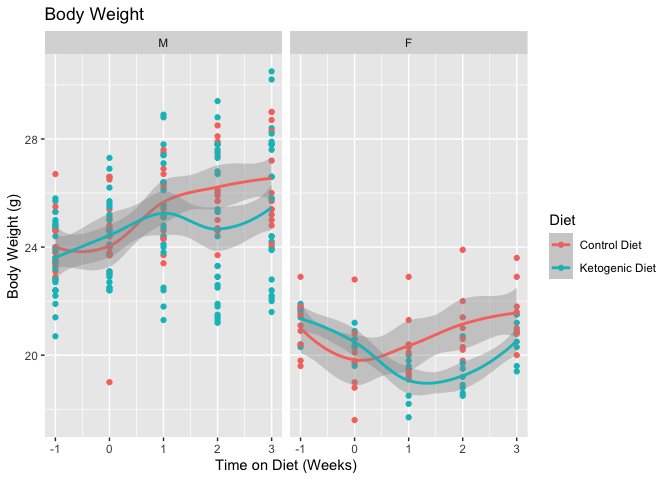 Body Weight
M
F
28
24
20
Body Weight (g)
-1 0 1 2 3
-1 0 1 2 3
Time on Diet (Weeks)
Diet
Control Diet
Ketogenic Diet